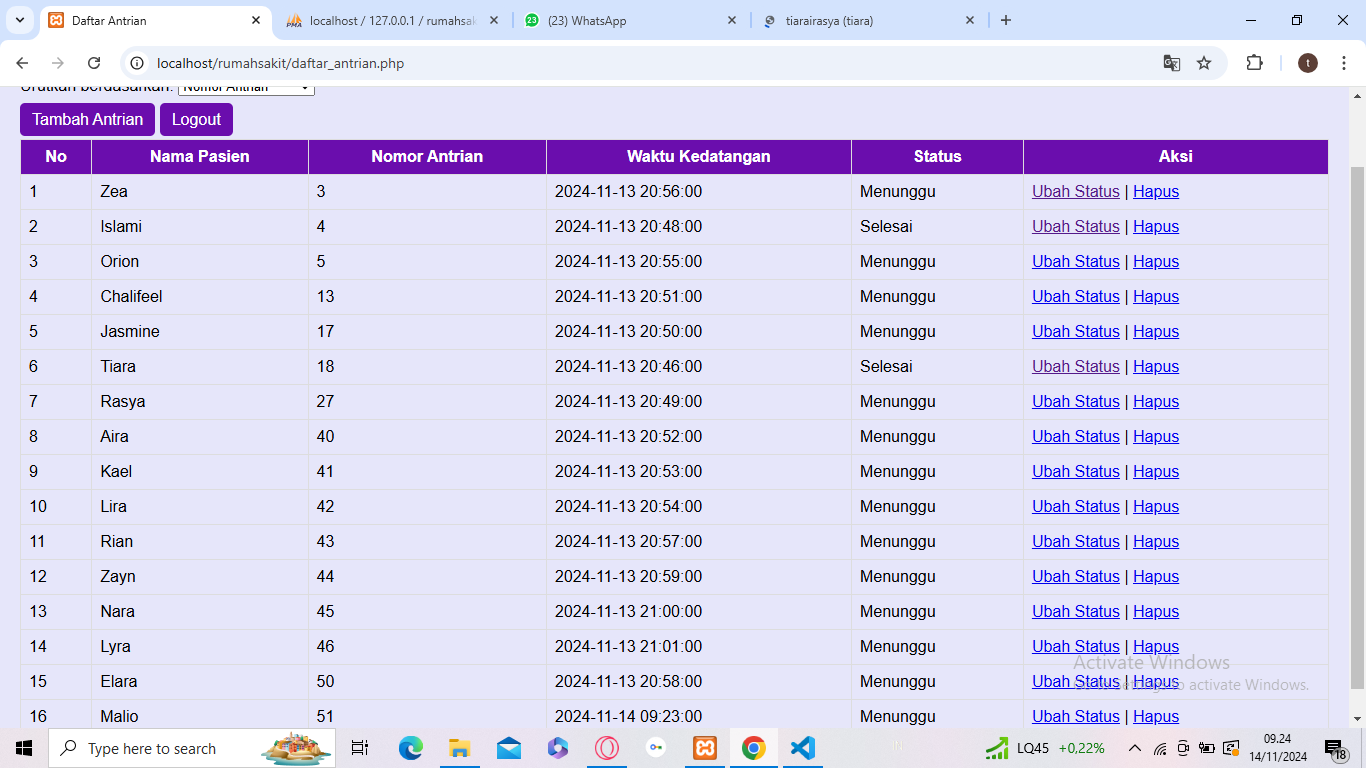 Daftar Antrian
localhost / 127.0.0.1 / rumahsak
(23) WhatsApp
tiarairasya (tiara)
localhost/rumahsakit/daftar_antrian.php
t
Urutkan berdasarkan: Nomor Antrian
Tambah Antrian Logout
No Nama Pasien Nomor Antrian Waktu Kedatangan Status Aksi
1 Zea 3 2024-11-13 20:56:00 Menunggu Ubah Status | Hapus
2 Islami 4 2024-11-13 20:48:00 Selesai Ubah Status | Hapus
3 Orion 5 2024-11-13 20:55:00 Menunggu Ubah Status | Hapus
4 Chalifeel 13 2024-11-13 20:51:00 Menunggu Ubah Status | Hapus
5 Jasmine 17 2024-11-13 20:50:00 Menunggu Ubah Status | Hapus
6 Tiara 18 2024-11-13 20:46:00 Selesai Ubah Status | Hapus
7 Rasya 27 2024-11-13 20:49:00 Menunggu Ubah Status | Hapus
8 Aira 40 2024-11-13 20:52:00 Menunggu Ubah Status | Hapus
9 Kael 41 2024-11-13 20:53:00 Menunggu Ubah Status | Hapus
10 Lira 42 2024-11-13 20:54:00 Menunggu Ubah Status | Hapus
11 Rian 43 2024-11-13 20:57:00 Menunggu Ubah Status | Hapus
12 Zayn 44 2024-11-13 20:59:00 Menunggu Ubah Status | Hapus
13 Nara 45 2024-11-13 21:00:00 Menunggu Ubah Status | Hapus
14 Lyra 46 2024-11-13 21:01:00 Menunggu Ubah Status | Hapus
15 Elara 50 2024-11-13 20:58:00 Menunggu Ubah Status | Hapus
16 Malio 51 2024-11-14 09:23:00 Menunggu Ubah Status | Hapus
Activate Windows
Go to Settings to activate Windows.
Type here to search
LQ45 +0,22%
09.24
14/11/2024
18